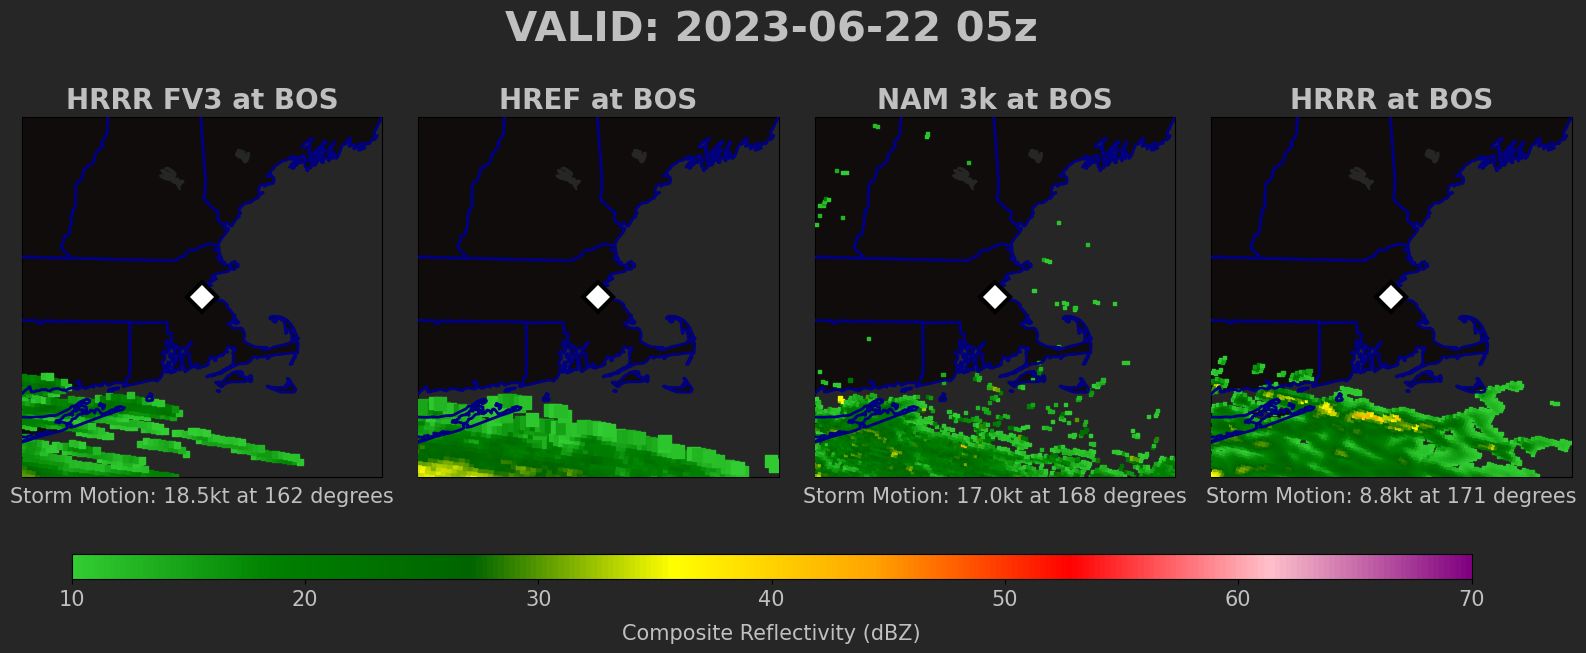 VALID: 2023-06-22 05z
HRRR FV3 at BOS
HREF at BOS
NAM 3k at BOS
HRRR at BOS
Storm Motion: 18.5kt at 162 degrees
Storm Motion: 17.0kt at 168 degrees
Storm Motion: 8.8kt at 171 degrees
10 20 30 40 50 60 70
Composite Reflectivity (dBZ)